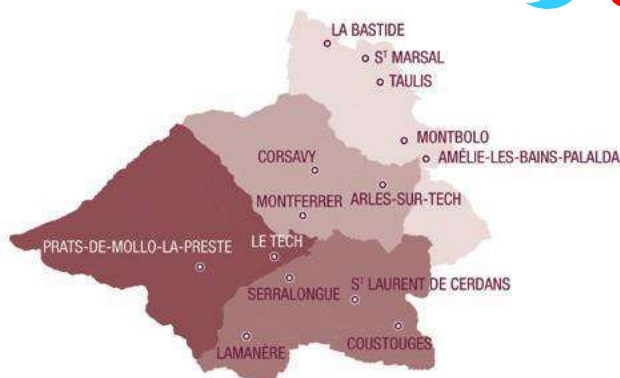 LA BASTIDE
Sᵀ MARSAL
TAULIS
MONTBOLO
AMÉLIE-LES-BAINS-PALALDA
CORSAVY
ARLES-SUR-TECH
MONTFERRER
LE TECH
PRATS-DE-MOLLO-LA-PRESTE
SERRALONGUE
Sᵀ LAURENT DE CERDANS
COUSTOUGES
LAMANÈRE